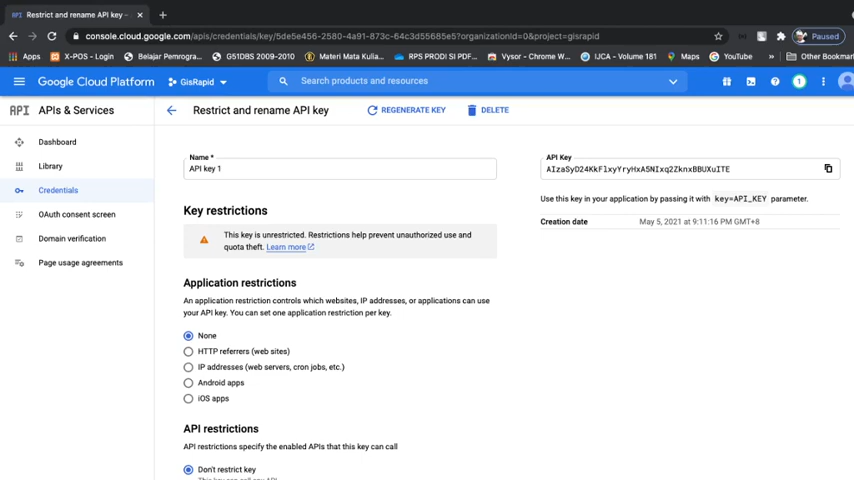 Restrict and rename API key -
console.cloud.google.com/apis/credentials/key/5de5e456-2580-4a91-873c-64c3d55685e5?organizationId=0&project=gisrapid
Paused
Apps X-POS - Login Belajar Pemrogra... G51DBS 2009-2010 Materi Mata Kulia... RPS PRODI SI PDF... Vysor - Chrome W... IJCA - Volume 181 Maps YouTube » Other Bookmar
Google Cloud Platform GisRapid Search products and resources 1
API APIs & Services Restrict and rename API key REGENERATE KEY DELETE
Dashboard
Library
Credentials
OAuth consent screen
Domain verification
Page usage agreements
Name *
API key 1
API Key
AIzaSyD24KkFlxyYryHxA5NIxq2ZknxBBUXuITE
Use this key in your application by passing it with key=API_KEY parameter.
Creation date May 5, 2021 at 9:11:16 PM GMT+8
Key restrictions
This key is unrestricted. Restrictions help prevent unauthorized use and
quota theft. Learn more
Application restrictions
An application restriction controls which websites, IP addresses, or applications can use
your API key. You can set one application restriction per key.
None
HTTP referrers (web sites)
IP addresses (web servers, cron jobs, etc.)
Android apps
iOS apps
API restrictions
API restrictions specify the enabled APIs that this key can call
Don't restrict key
This key can call any API